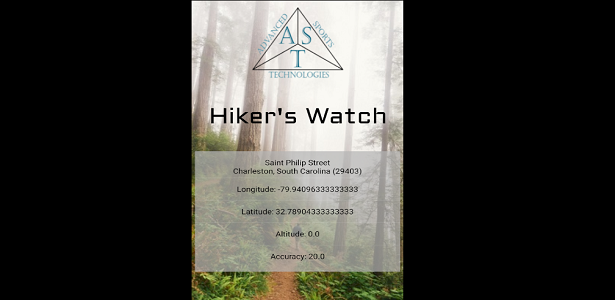 ADVANCED SPORTS
A S
T
TECHNOLOGIES
Hiker's Watch
Saint Philip Street
Charleston, South Carolina (29403)
Longitude: -79.94096333333333
Latitude: 32.78904333333333
Altitude: 0.0
Accuracy: 20.0